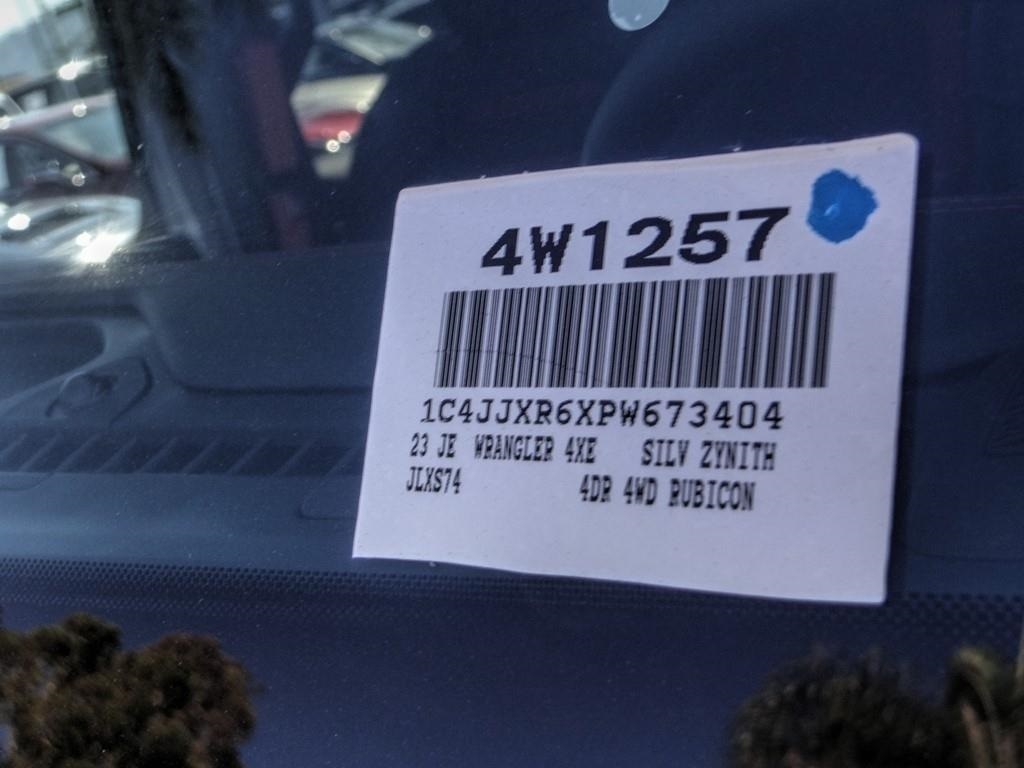 4W1257
1C4JJXR6XPW673404
23 JE WRANGLER 4XE SILV ZYNITH
JLXS74 4DR 4WD RUBICON